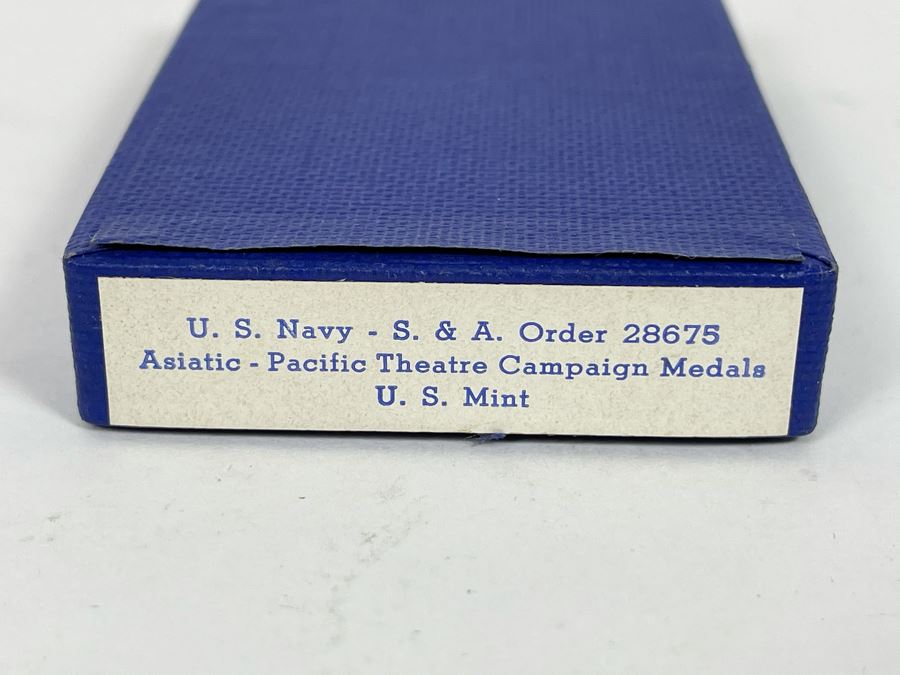 U. S. Navy - S. & A. Order 28675
Asiatic - Pacific Theatre Campaign Medals
U. S. Mint